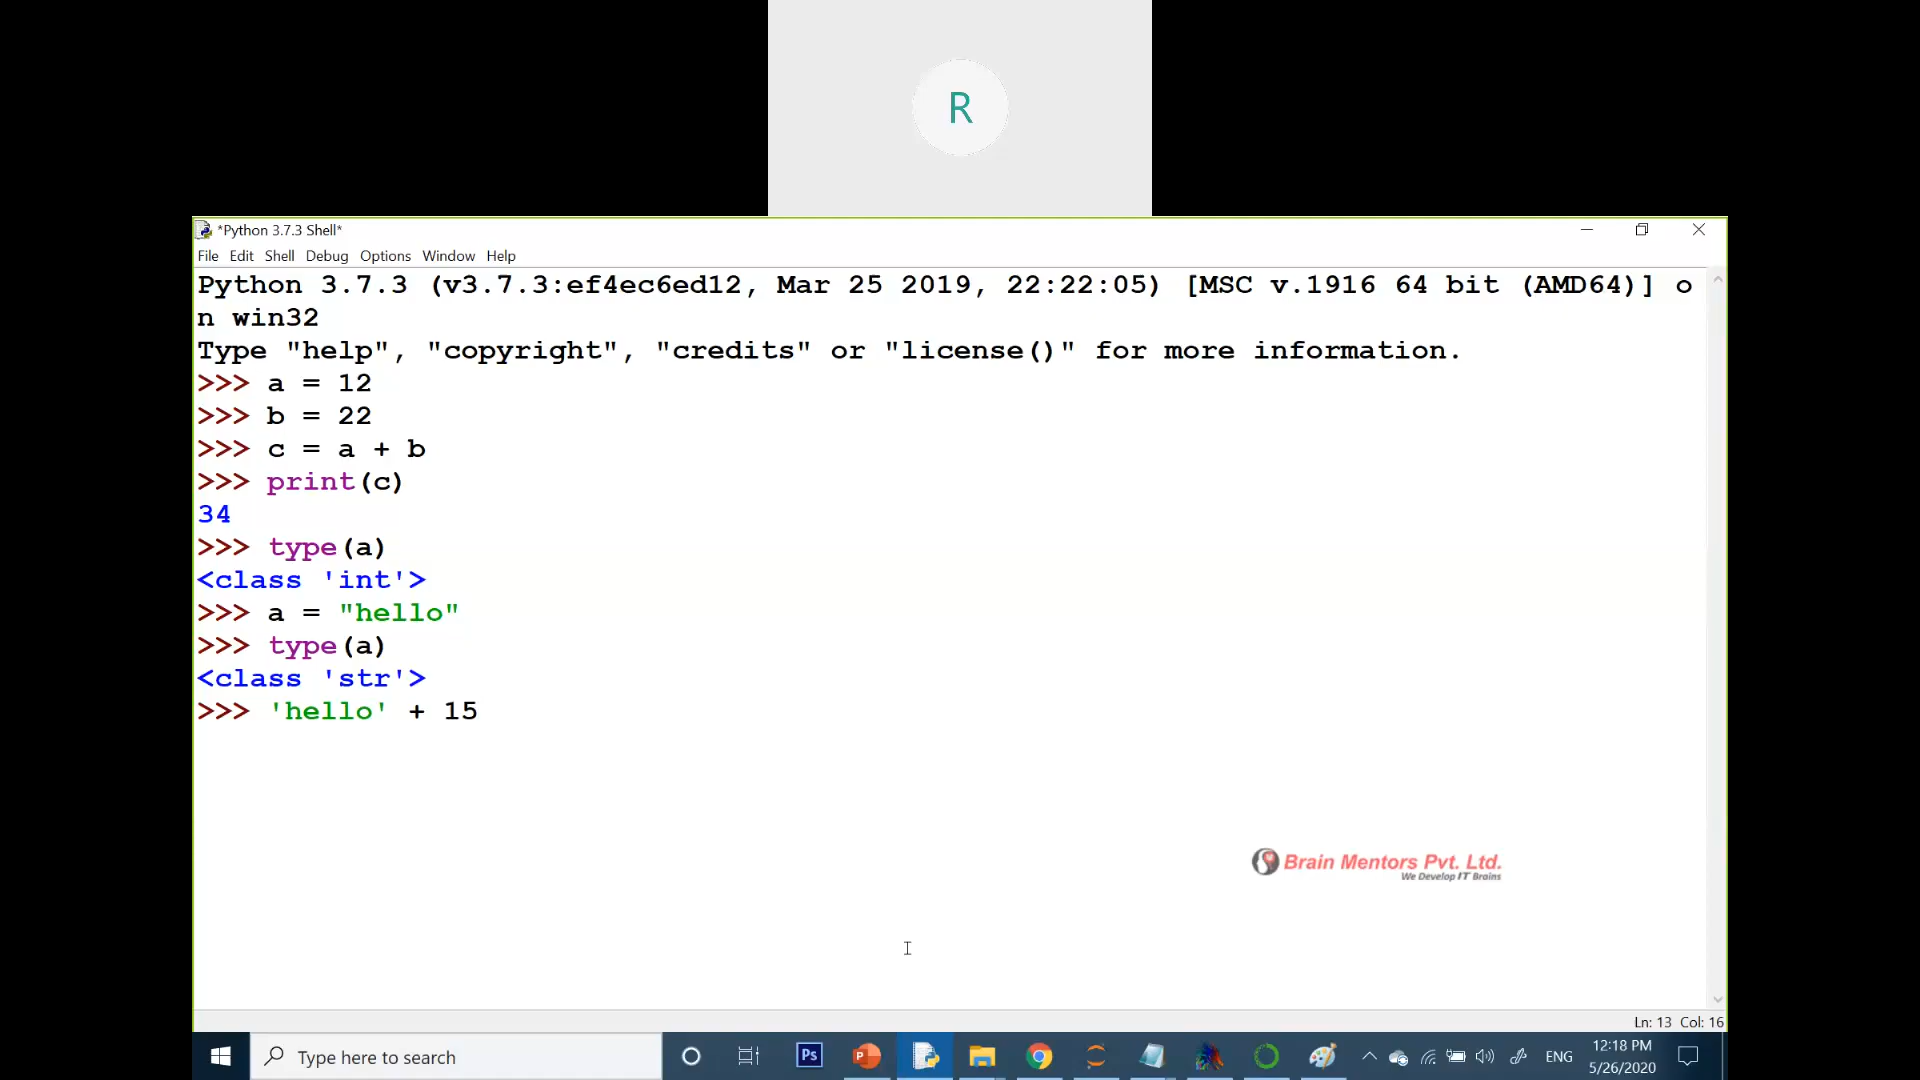 R
*Python 3.7.3 Shell*
File Edit Shell Debug Options Window Help
Python 3.7.3 (v3.7.3:ef4ec6ed12, Mar 25 2019, 22:22:05) [MSC v.1916 64 bit (AMD64)] o
n win32
Type "help", "copyright", "credits" or "license()" for more information.
>>> a = 12
>>> b = 22
>>> c = a + b
>>> print(c)
34
>>> type(a)
<class 'int'>
>>> a = "hello"
>>> type(a)
<class 'str'>
>>> 'hello' + 15
Brain Mentors Pvt. Ltd.
We Develop IT Brains
Ln: 13 Col: 16
Type here to search
Ps
P
ENG
12:18 PM
5/26/2020